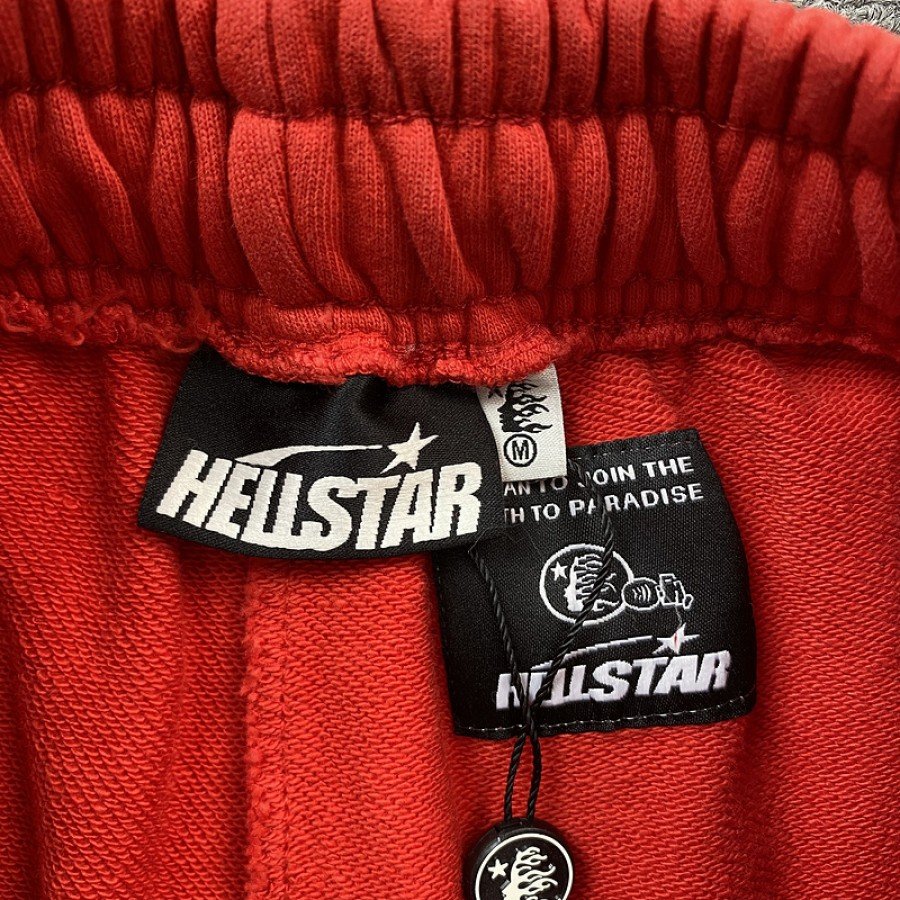 HELLSTAR
M
TO JOIN THE
TO PARADISE
HELLSTAR